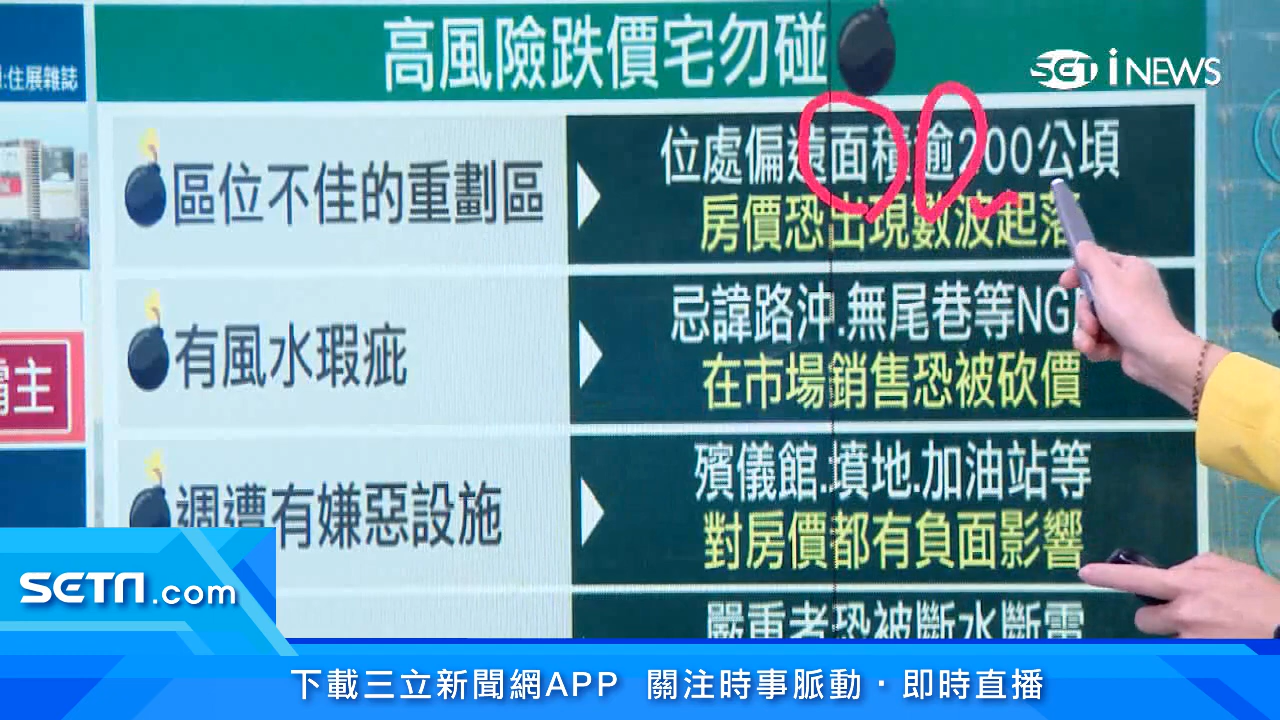 高風險跌價宅勿碰
SET iNEWS
:住展雜誌
區位不佳的重劃區
位處偏遠面積逾200公頃
房價恐出現數波起落
有風水瑕疵
忌諱路沖.無尾巷等NG
在市場銷售恐被砍價
霸主
週遭有嫌惡設施
殯儀館.墳地.加油站等
對房價都有負面影響
嚴重者恐被斷水斷電
SETN.com
下載三立新聞網APP 關注時事脈動·即時直播